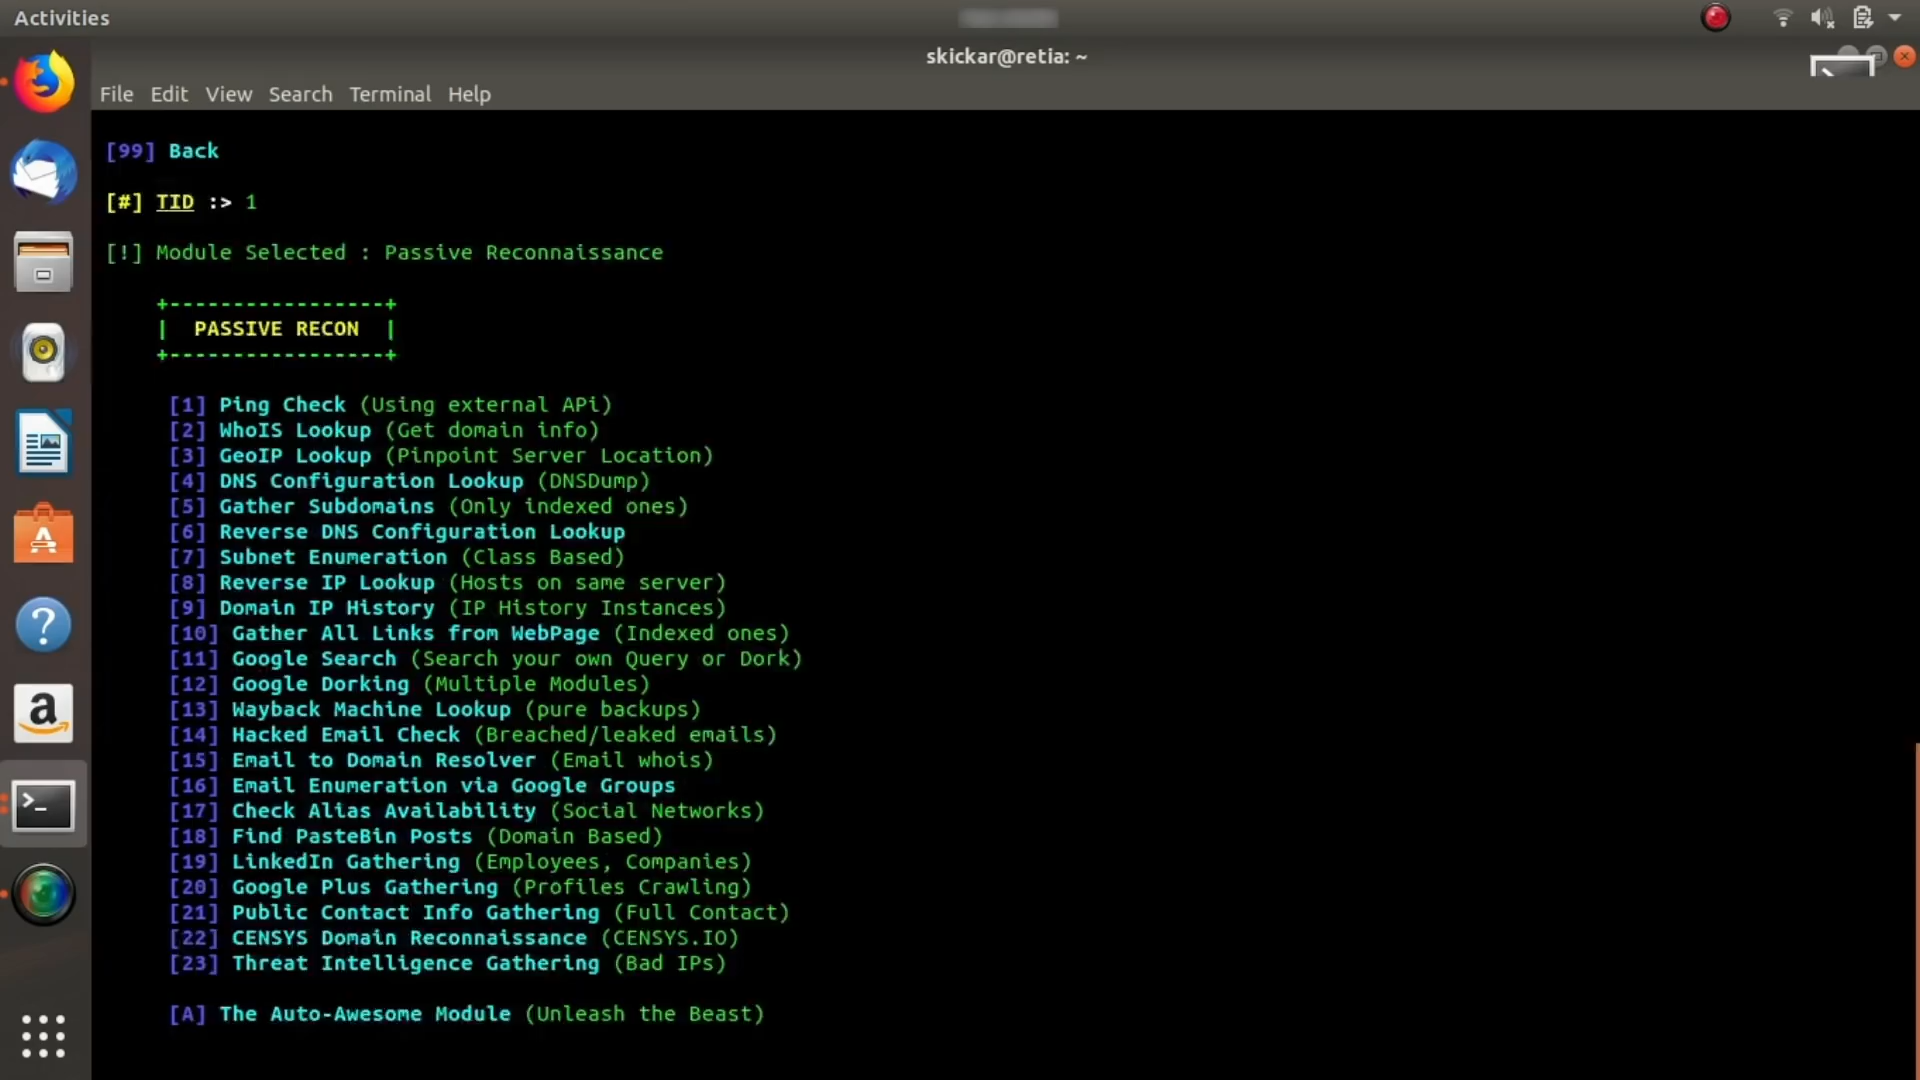 Activities
skickar@retia: ~
File Edit View Search Terminal Help
[99] Back
[#] TID :> 1
[!] Module Selected : Passive Reconnaissance
+-----------------+
| PASSIVE RECON |
+-----------------+
[1] Ping Check (Using external APi)
[2] WhoIS Lookup (Get domain info)
[3] GeoIP Lookup (Pinpoint Server Location)
[4] DNS Configuration Lookup (DNSDump)
[5] Gather Subdomains (Only indexed ones)
[6] Reverse DNS Configuration Lookup
[7] Subnet Enumeration (Class Based)
[8] Reverse IP Lookup (Hosts on same server)
[9] Domain IP History (IP History Instances)
[10] Gather All Links from WebPage (Indexed ones)
[11] Google Search (Search your own Query or Dork)
[12] Google Dorking (Multiple Modules)
[13] Wayback Machine Lookup (pure backups)
[14] Hacked Email Check (Breached/leaked emails)
[15] Email to Domain Resolver (Email whois)
[16] Email Enumeration via Google Groups
[17] Check Alias Availability (Social Networks)
[18] Find PasteBin Posts (Domain Based)
[19] LinkedIn Gathering (Employees, Companies)
[20] Google Plus Gathering (Profiles Crawling)
[21] Public Contact Info Gathering (Full Contact)
[22] CENSYS Domain Reconnaissance (CENSYS.IO)
[23] Threat Intelligence Gathering (Bad IPs)
[A] The Auto-Awesome Module (Unleash the Beast)